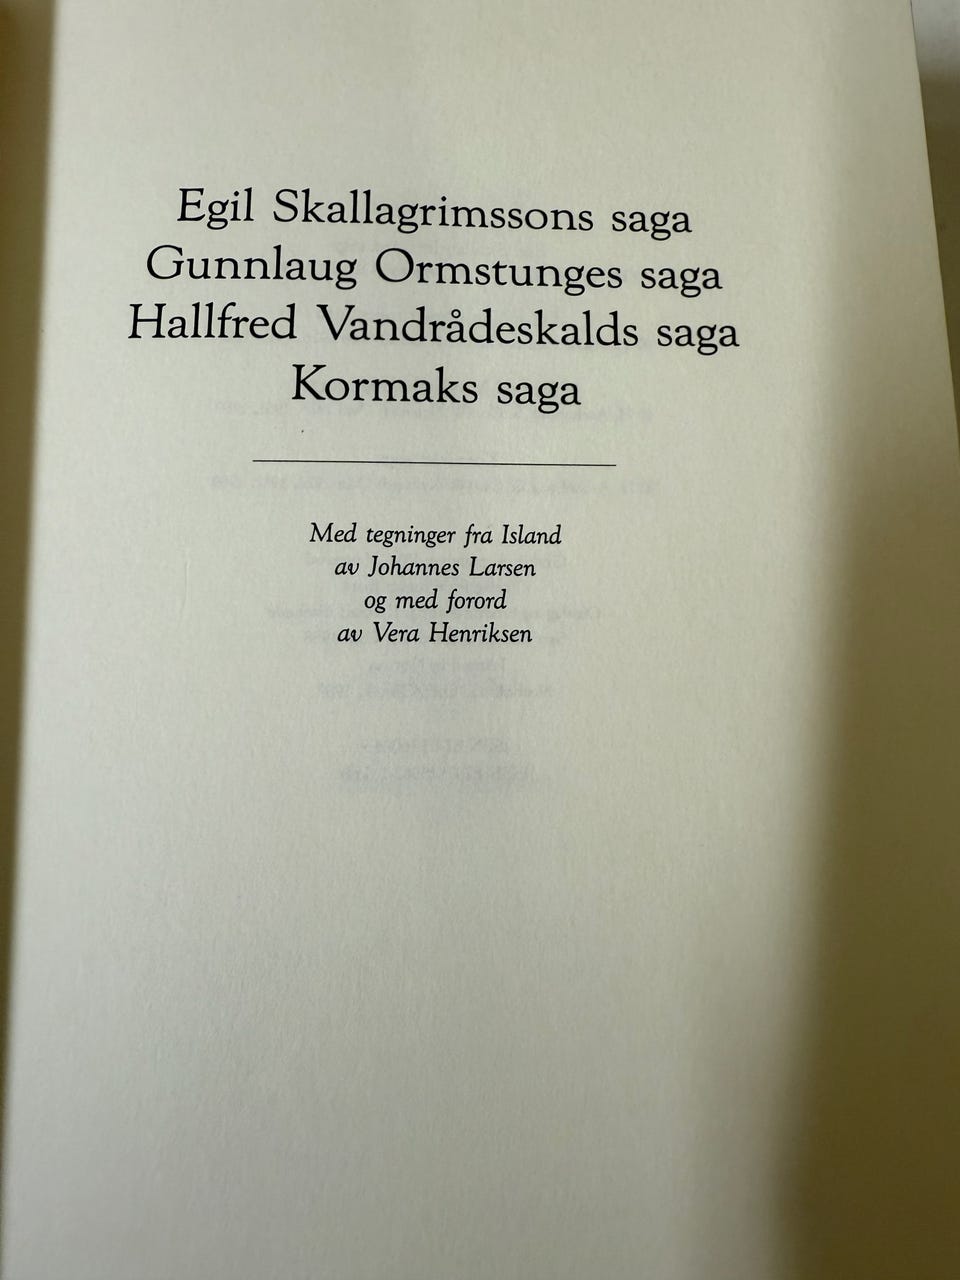 Egil Skallagrimssons saga
Gunnlaug Ormstunges saga
Hallfred Vandrådeskalds saga
Kormaks saga
Med tegninger fra Island
av Johannes Larsen
og med forord
av Vera Henriksen